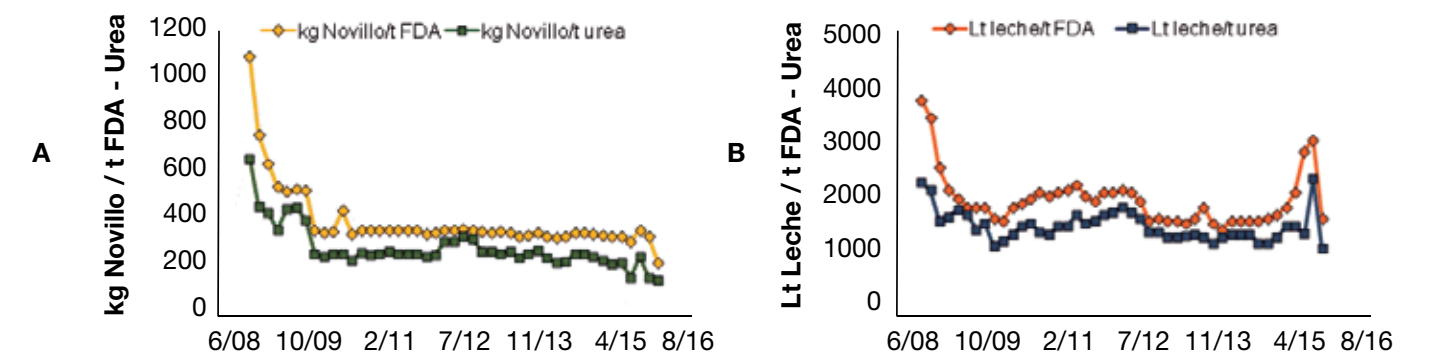 A
kg Novillo / t FDA - Urea
1200
1000
800
600
400
200
0
kg Novillo/t FDA
kg Novillo/t urea
6/08 10/09 2/11 7/12 11/13 4/15 8/16
B
Lt Leche / t FDA - Urea
5000
4000
3000
2000
1000
0
Lt leche/t FDA
Lt leche/t urea
6/08 10/09 2/11 7/12 11/13 4/15 8/16